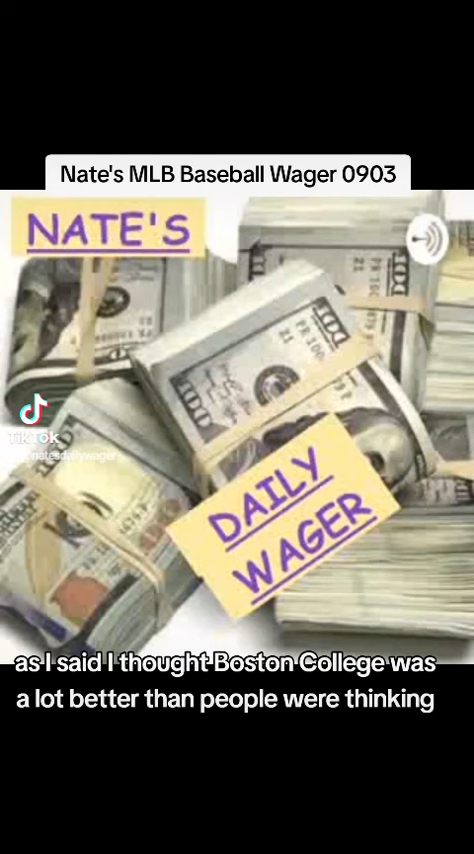 Nate's MLB Baseball Wager 0903
NATE'S
TikTok
natesdailywager
DAILY
WAGER
as I said I thought Boston College was
a lot better than people were thinking